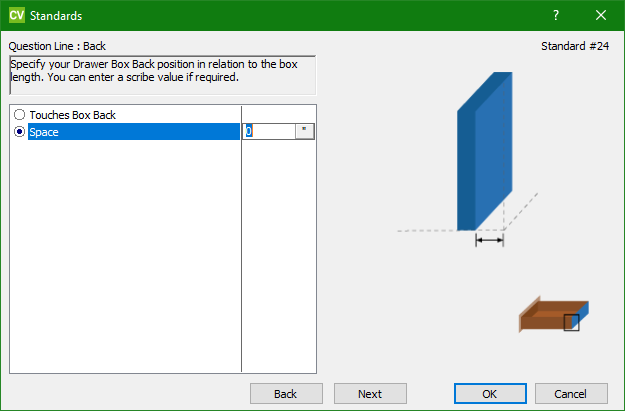 CV Standards ?
Question Line : Back
Standard #24
Specify your Drawer Box Back position in relation to the box
length. You can enter a scribe value if required.
Touches Box Back
Space 0 "
Back Next OK Cancel